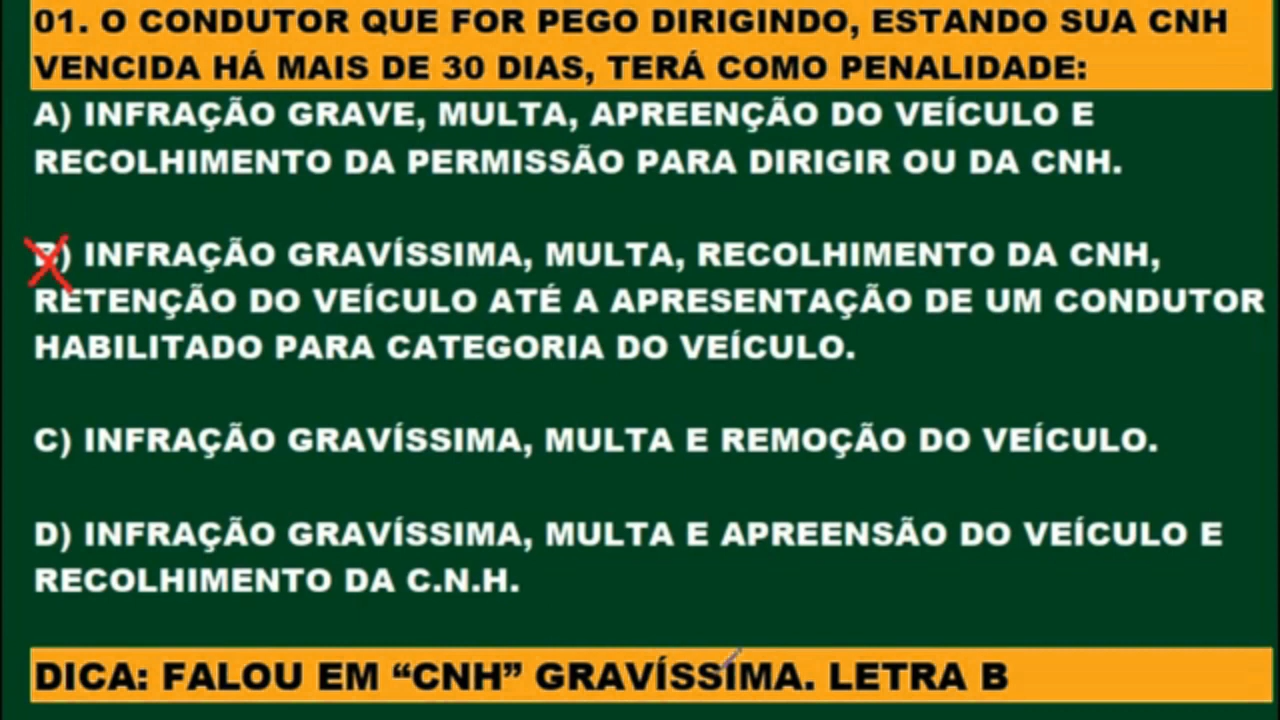 01. O CONDUTOR QUE FOR PEGO DIRIGINDO, ESTANDO SUA CNH
VENCIDA HÁ MAIS DE 30 DIAS, TERÁ COMO PENALIDADE:
A) INFRAÇÃO GRAVE, MULTA, APREENÇÃO DO VEÍCULO E
RECOLHIMENTO DA PERMISSÃO PARA DIRIGIR OU DA CNH.
B) INFRAÇÃO GRAVÍSSIMA, MULTA, RECOLHIMENTO DA CNH,
RETENÇÃO DO VEÍCULO ATÉ A APRESENTAÇÃO DE UM CONDUTOR
HABILITADO PARA CATEGORIA DO VEÍCULO.
C) INFRAÇÃO GRAVÍSSIMA, MULTA E REMOÇÃO DO VEÍCULO.
D) INFRAÇÃO GRAVÍSSIMA, MULTA E APREENSÃO DO VEÍCULO E
RECOLHIMENTO DA C.N.H.
DICA: FALOU EM “CNH” GRAVÍSSIMA. LETRA B